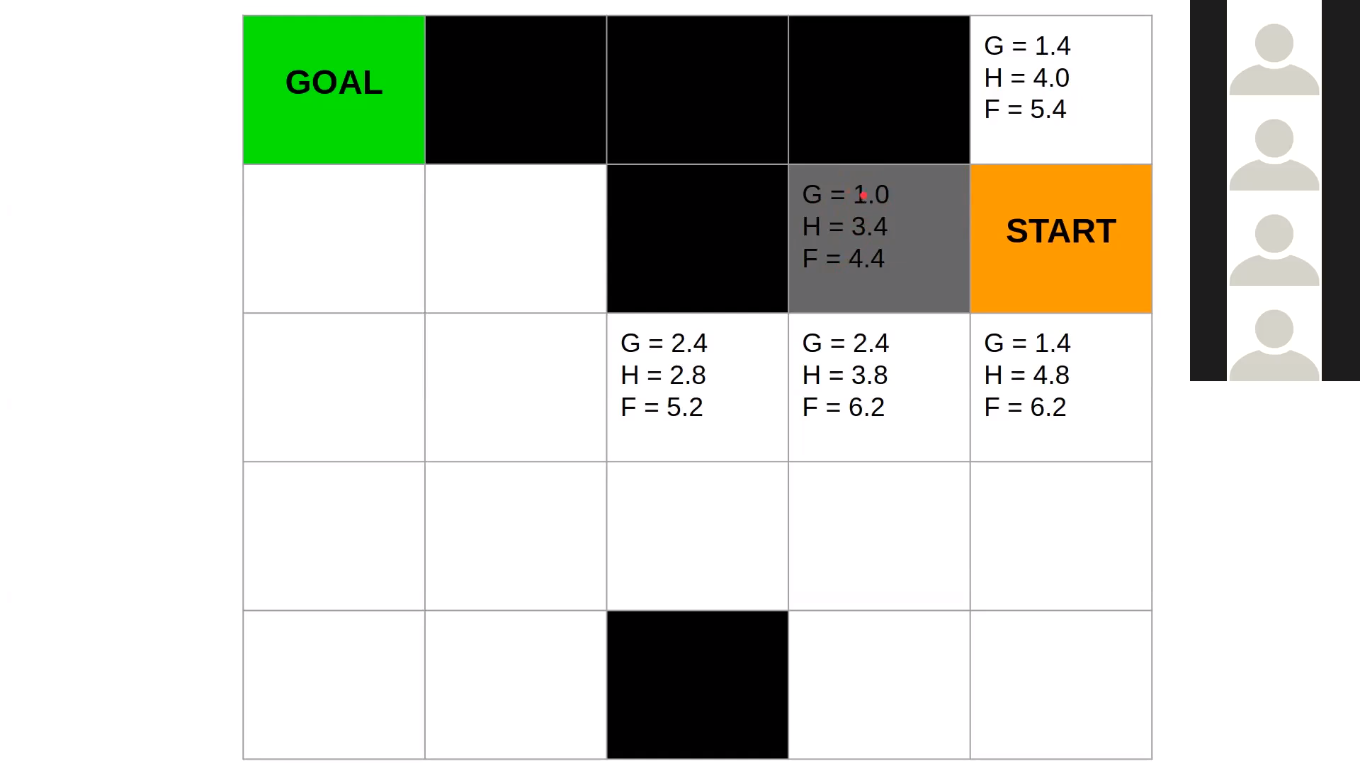 GOAL
G = 1.4
H = 4.0
F = 5.4
G = 1.0
H = 3.4
F = 4.4
START
G = 2.4
H = 2.8
F = 5.2
G = 2.4
H = 3.8
F = 6.2
G = 1.4
H = 4.8
F = 6.2